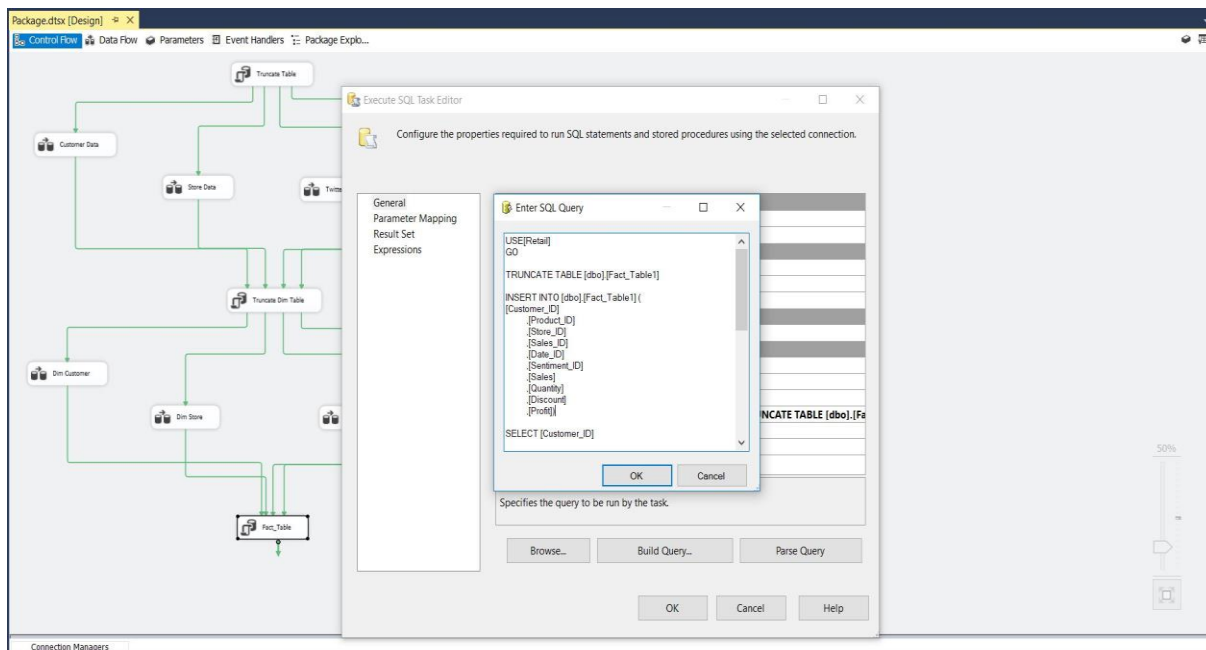 Package.dtsx [Design]
Control Flow Data Flow Parameters Event Handlers Package Explo...
Truncate Table
Customer Data
Store Data
Twitte
Truncate Dim Table
Dim Customer
Dim Store
Fact_Table
Execute SQL Task Editor
Configure the properties required to run SQL statements and stored procedures using the selected connection.
General
Parameter Mapping
Result Set
Expressions
Enter SQL Query
USE[Retail]
GO
TRUNCATE TABLE [dbo].[Fact_Table1]
INSERT INTO [dbo].[Fact_Table1] (
[Customer_ID]
,[Product_ID]
,[Store_ID]
,[Sales_ID]
,[Date_ID]
,[Sentiment_ID]
,[Sales]
,[Quantity]
,[Discount]
,[Profit])
SELECT [Customer_ID]
OK Cancel
NCATE TABLE [dbo].[Fa
Specifies the query to be run by the task.
Browse... Build Query... Parse Query
OK Cancel Help
50%
Connection Managers